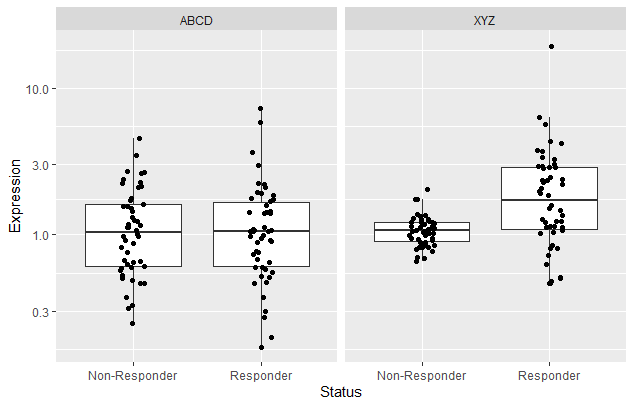 ABCD XYZ
10.0
3.0
1.0
0.3
Expression
Non-Responder Responder Non-Responder Responder
Status